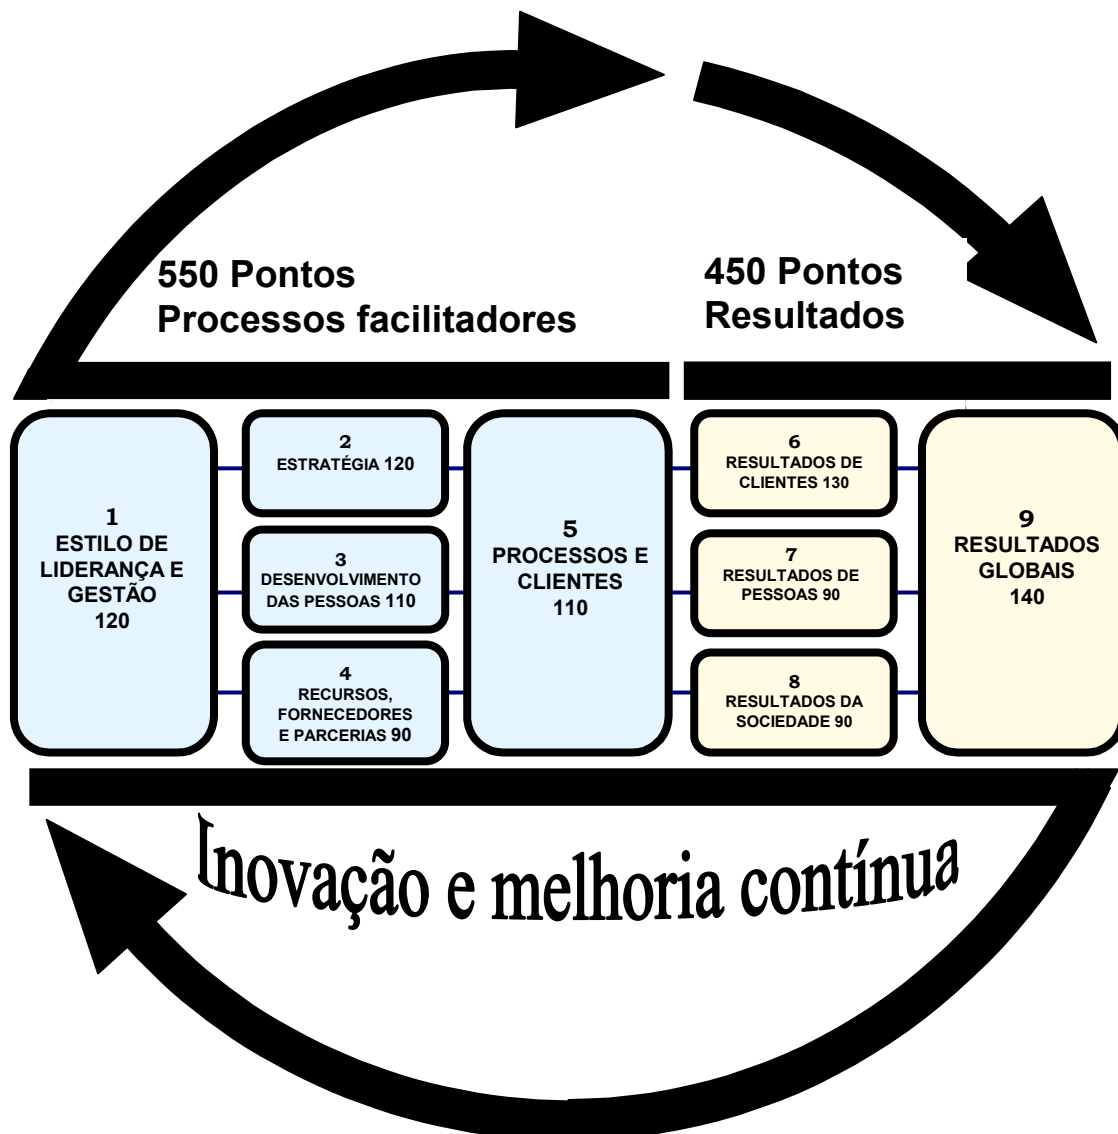 550 Pontos
Processos facilitadores
450 Pontos
Resultados
1
ESTILO DE
LIDERANÇA E
GESTÃO
120
2
ESTRATÉGIA 120
3
DESENVOLVIMENTO
DAS PESSOAS 110
4
RECURSOS,
FORNECEDORES
E PARCERIAS 90
5
PROCESSOS E
CLIENTES
110
6
RESULTADOS DE
CLIENTES 130
7
RESULTADOS DE
PESSOAS 90
8
RESULTADOS DA
SOCIEDADE 90
9
RESULTADOS
GLOBAIS
140
Inovação e melhoria contínua